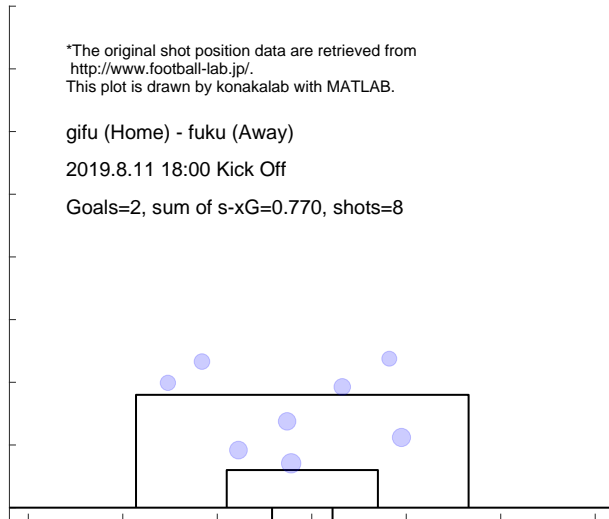 *The original shot position data are retrieved from
http://www.football-lab.jp/.
This plot is drawn by konakalab with MATLAB.
gifu (Home) - fuku (Away)
2019.8.11 18:00 Kick Off
Goals=2, sum of s-xG=0.770, shots=8